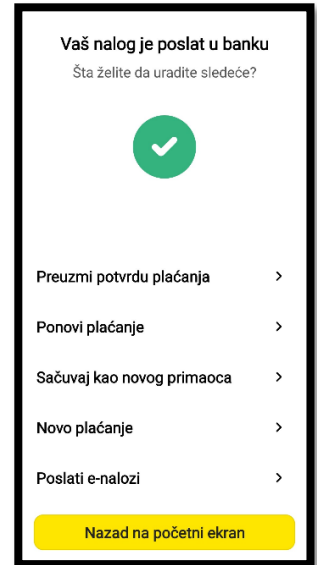 Vaš nalog je poslat u banku
Šta želite da uradite sledeće?
Preuzmi potvrdu plaćanja
Ponovi plaćanje
Sačuvaj kao novog primaoca
Novo plaćanje
Poslati e-nalozi
Nazad na početni ekran